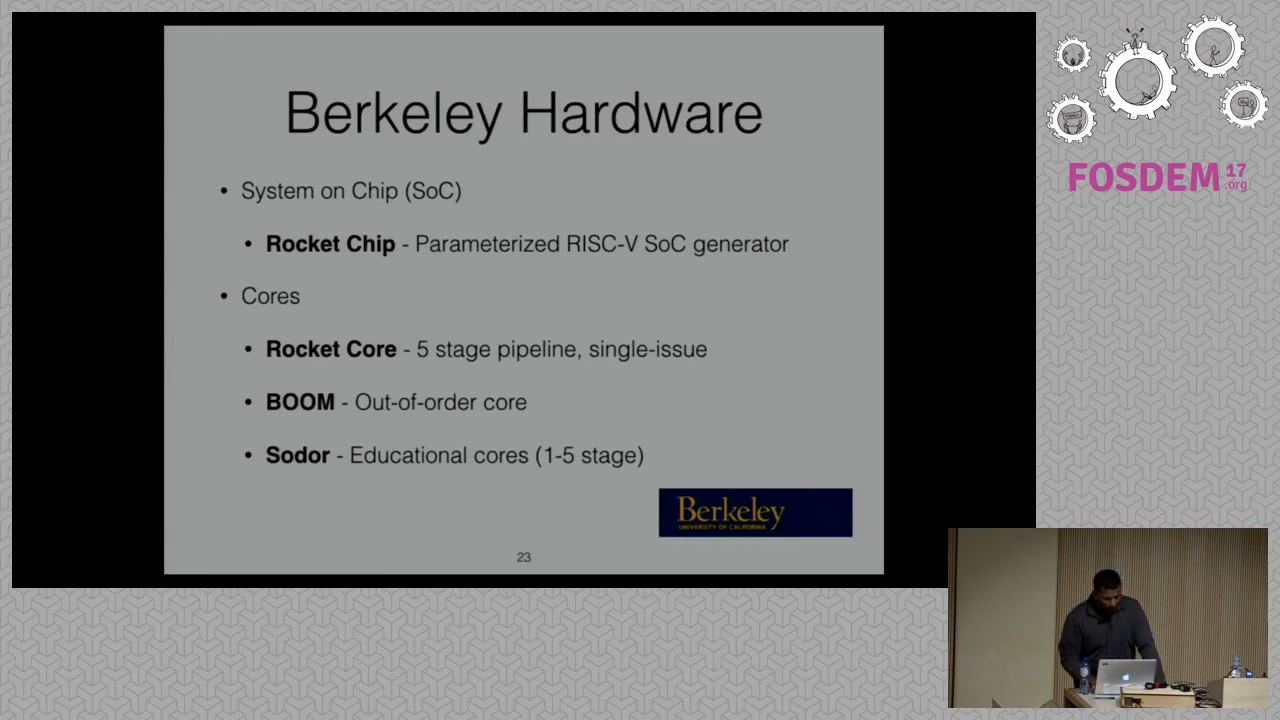 Berkeley Hardware
• System on Chip (SoC)
• Rocket Chip - Parameterized RISC-V SoC generator
• Cores
• Rocket Core - 5 stage pipeline, single-issue
• BOOM - Out-of-order core
• Sodor - Educational cores (1-5 stage)
Berkeley
UNIVERSITY OF CALIFORNIA
23
FOSDEM 17
.org